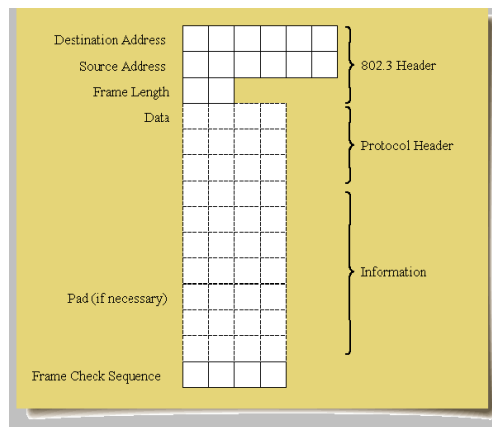 Destination Address
Source Address
802.3 Header
Frame Length
Data
Protocol Header
Information
Pad (if necessary)
Frame Check Sequence